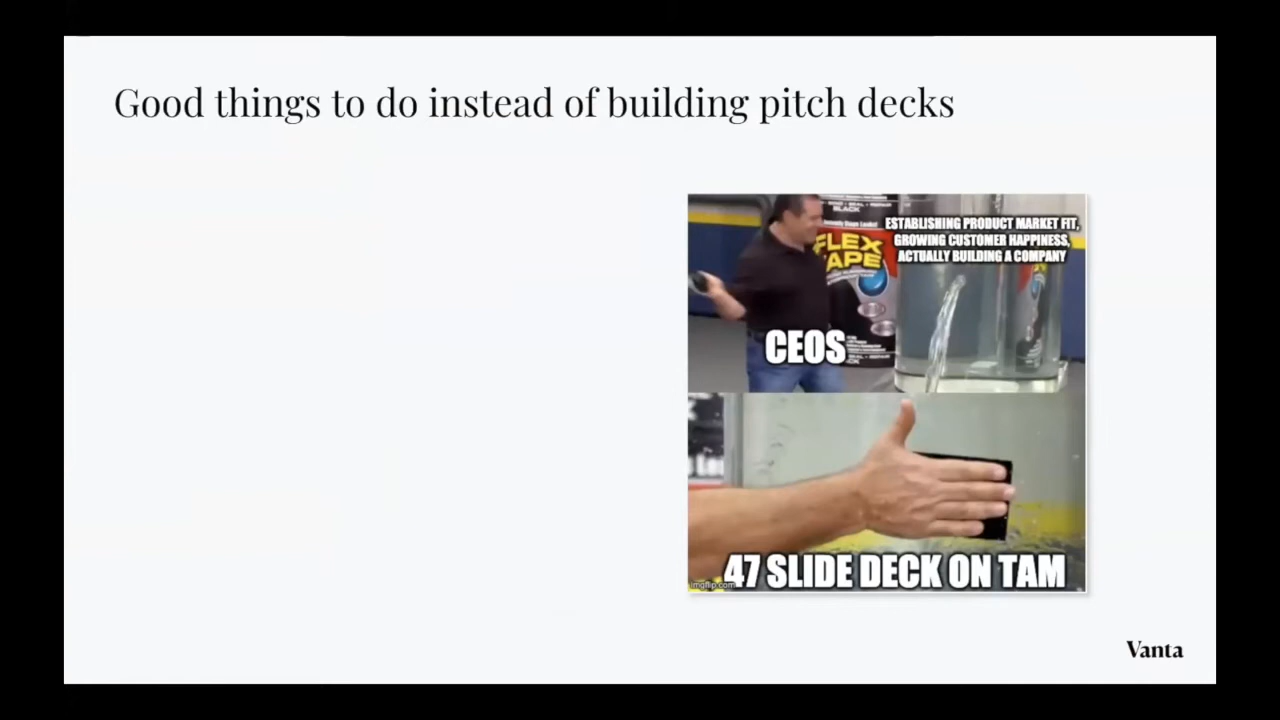 Good things to do instead of building pitch decks
BLACK
FLEX
TAPE
ESTABLISHING PRODUCT MARKET FIT,
GROWING CUSTOMER HAPPINESS,
ACTUALLY BUILDING A COMPANY
CEOS
47 SLIDE DECK ON TAM
imgflip.com
Vanta